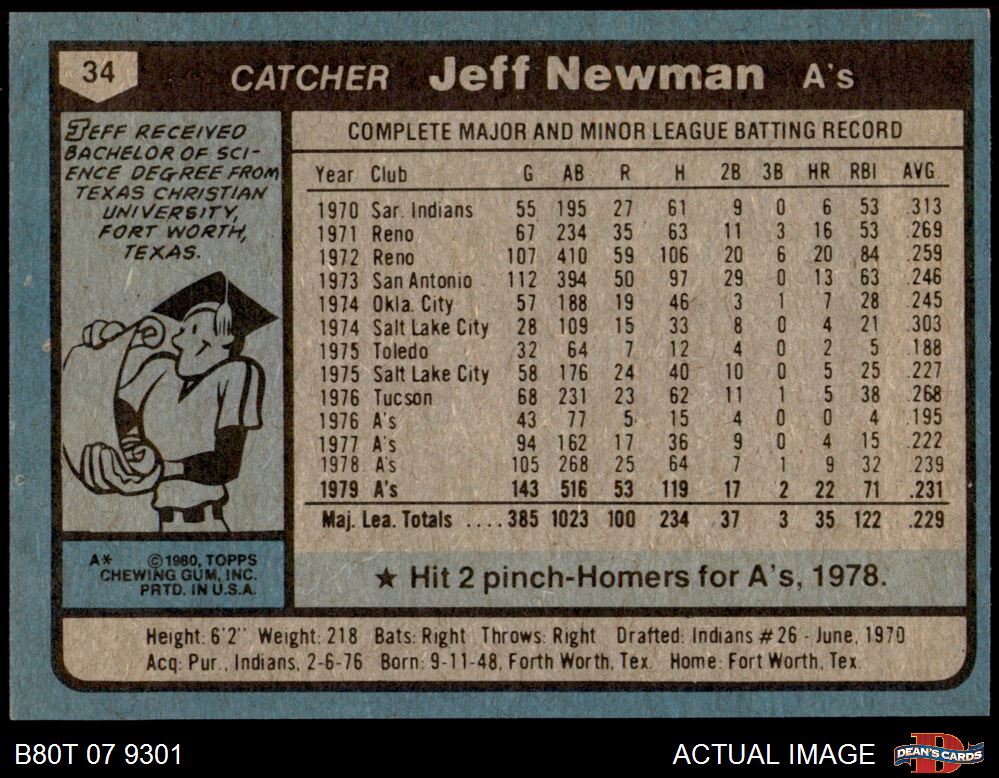 34 CATCHER Jeff Newman A's
JEFF RECEIVED
BACHELOR OF SCI-
ENCE DEGREE FROM
TEXAS CHRISTIAN
UNIVERSITY,
FORT WORTH,
TEXAS.
COMPLETE MAJOR AND MINOR LEAGUE BATTING RECORD
Year Club G AB R H 2B 3B HR RBI AVG
1970 Sar. Indians 55 195 27 61 9 0 6 53 .313
1971 Reno 67 234 35 63 11 3 16 53 .269
1972 Reno 107 410 59 106 20 6 20 84 .259
1973 San Antonio 112 394 50 97 29 0 13 63 .246
1974 Okla. City 57 188 19 46 3 1 7 28 .245
1974 Salt Lake City 28 109 15 33 8 0 4 21 .303
1975 Toledo 32 64 7 12 4 0 2 5 .188
1975 Salt Lake City 58 176 24 40 10 0 5 25 .227
1976 Tucson 68 231 23 62 11 1 5 38 .268
1976 A's 43 77 5 15 4 0 0 4 .195
1977 A's 94 162 17 36 9 0 4 15 .222
1978 A's 105 268 25 64 7 1 9 32 .239
1979 A's 143 516 53 119 17 2 22 71 .231
Maj. Lea. Totals .... 385 1023 100 234 37 3 35 122 .229
★ Hit 2 pinch-Homers for A's, 1978.
A* ©1980, TOPPS
CHEWING GUM, INC.
PRTD. IN U.S.A.
Height: 6'2" Weight: 218 Bats: Right Throws: Right Drafted: Indians #26 - June, 1970
Acq: Pur., Indians, 2-6-76 Born: 9-11-48, Forth Worth, Tex. Home: Fort Worth, Tex.
B80T 07 9301 ACTUAL IMAGE DEAN'S CARDS